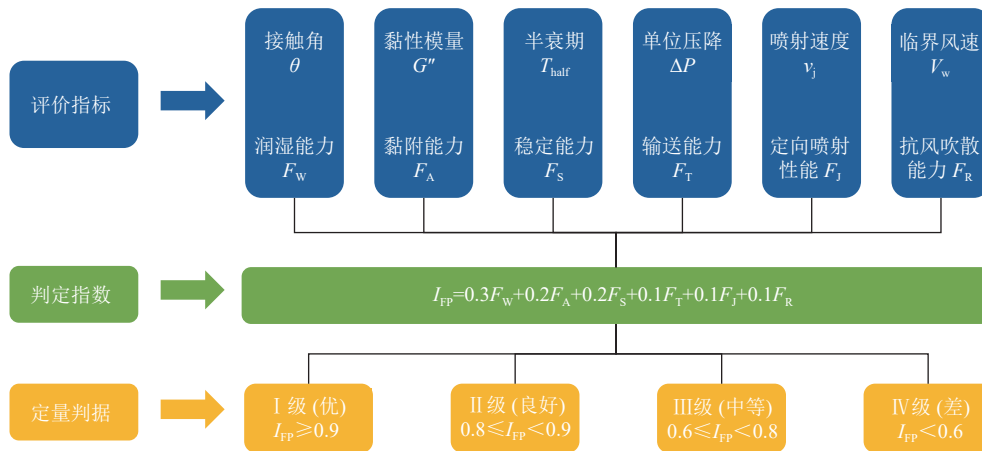 评价指标
接触角
θ
润湿能力
F_W
黏性模量
G″
黏附能力
F_A
半衰期
T_half
稳定能力
F_S
单位压降
ΔP
输送能力
F_T
喷射速度
v_j
定向喷射
性能 F_J
临界风速
V_w
抗风吹散
能力 F_R
判定指数
I_FP=0.3F_W+0.2F_A+0.2F_S+0.1F_T+0.1F_J+0.1F_R
定量判据
Ⅰ级 (优)
I_FP≥0.9
Ⅱ级 (良好)
0.8≤I_FP<0.9
Ⅲ级 (中等)
0.6≤I_FP<0.8
Ⅳ级 (差)
I_FP<0.6